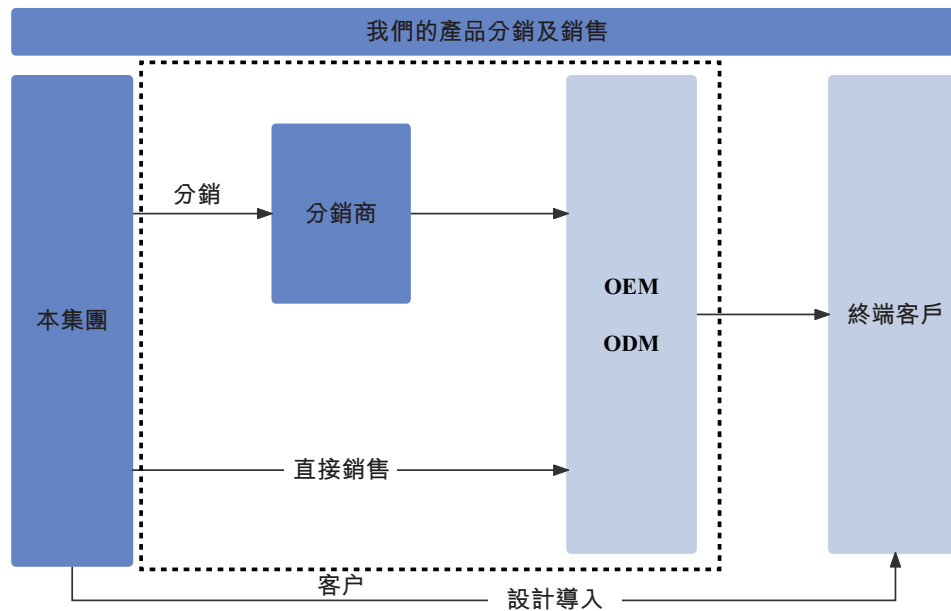 我們的產品分銷及銷售
分銷
分銷商
本集團
OEM
ODM
終端客戶
直接銷售
客户
設計導入